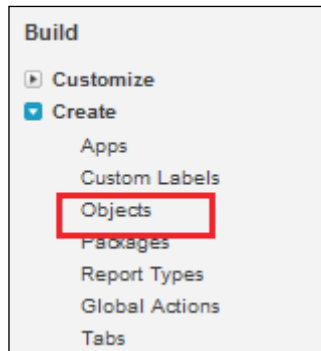 Build
Customize
Create
Apps
Custom Labels
Objects
Packages
Report Types
Global Actions
Tabs